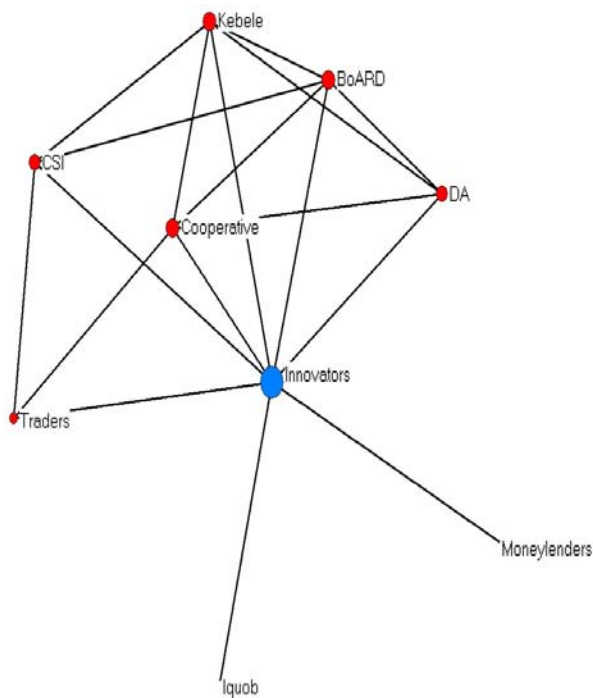 Kebele
BoARD
CSI
DA
Cooperative
Innovators
Traders
Moneylenders
Iquob